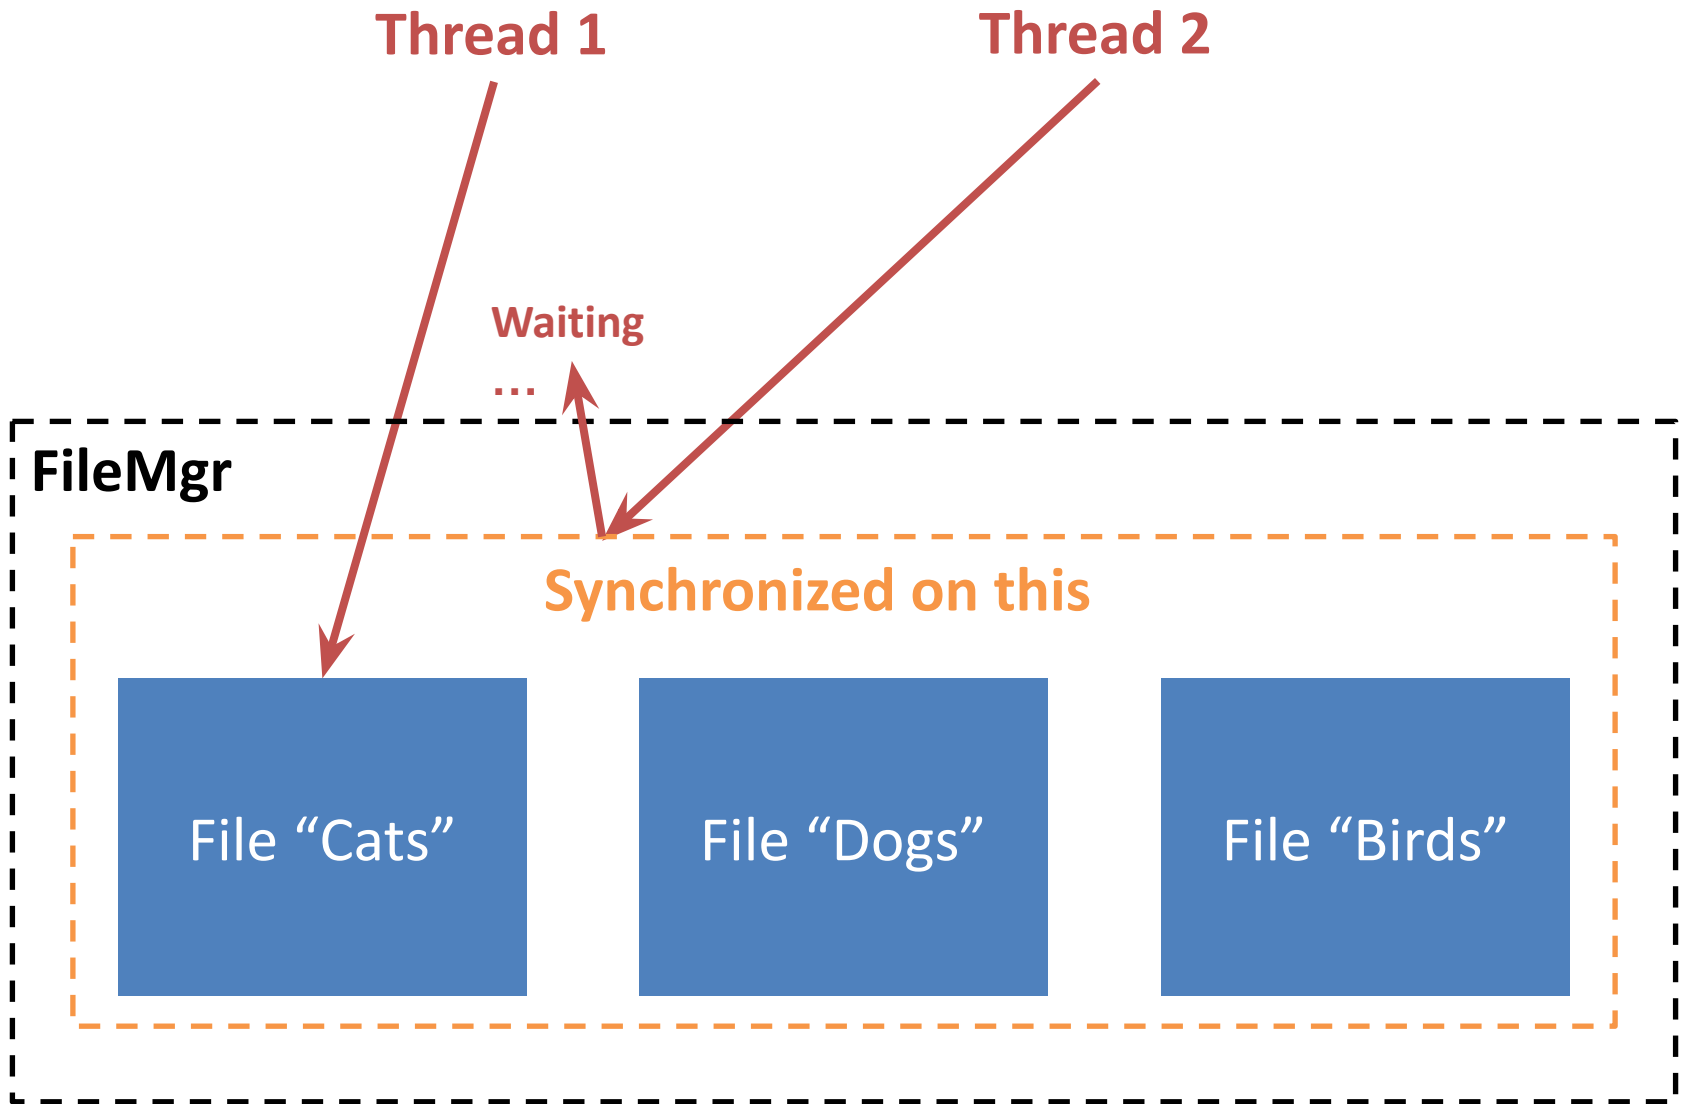 Thread 1
Thread 2
Waiting
...
FileMgr
Synchronized on this
File “Cats”
File “Dogs”
File “Birds”